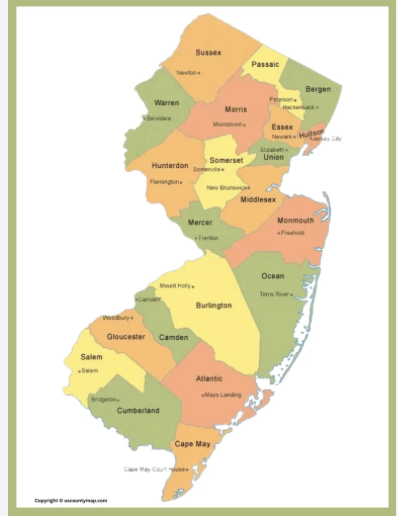 Sussex
Newton
Passaic
Bergen
Paterson
Hackensack
Warren
Belvidere
Morris
Morristown
Essex
Newark
Hudson
Jersey City
Elizabeth
Union
Hunterdon
Flemington
Somerset
Somerville
New Brunswick
Middlesex
Mercer
Trenton
Monmouth
Freehold
Ocean
Toms River
Mount Holly
Burlington
Camden
Camden
Woodbury
Gloucester
Salem
Salem
Atlantic
Mays Landing
Bridgeton
Cumberland
Cape May
Cape May Court House
Copyright © uscountymap.com